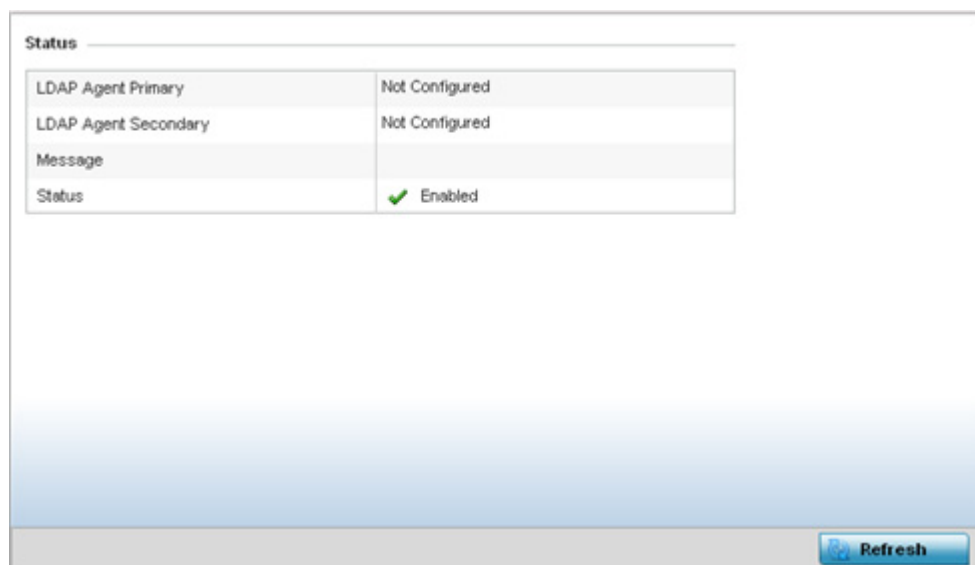 Status
LDAP Agent Primary Not Configured
LDAP Agent Secondary Not Configured
Message
Status Enabled
Refresh